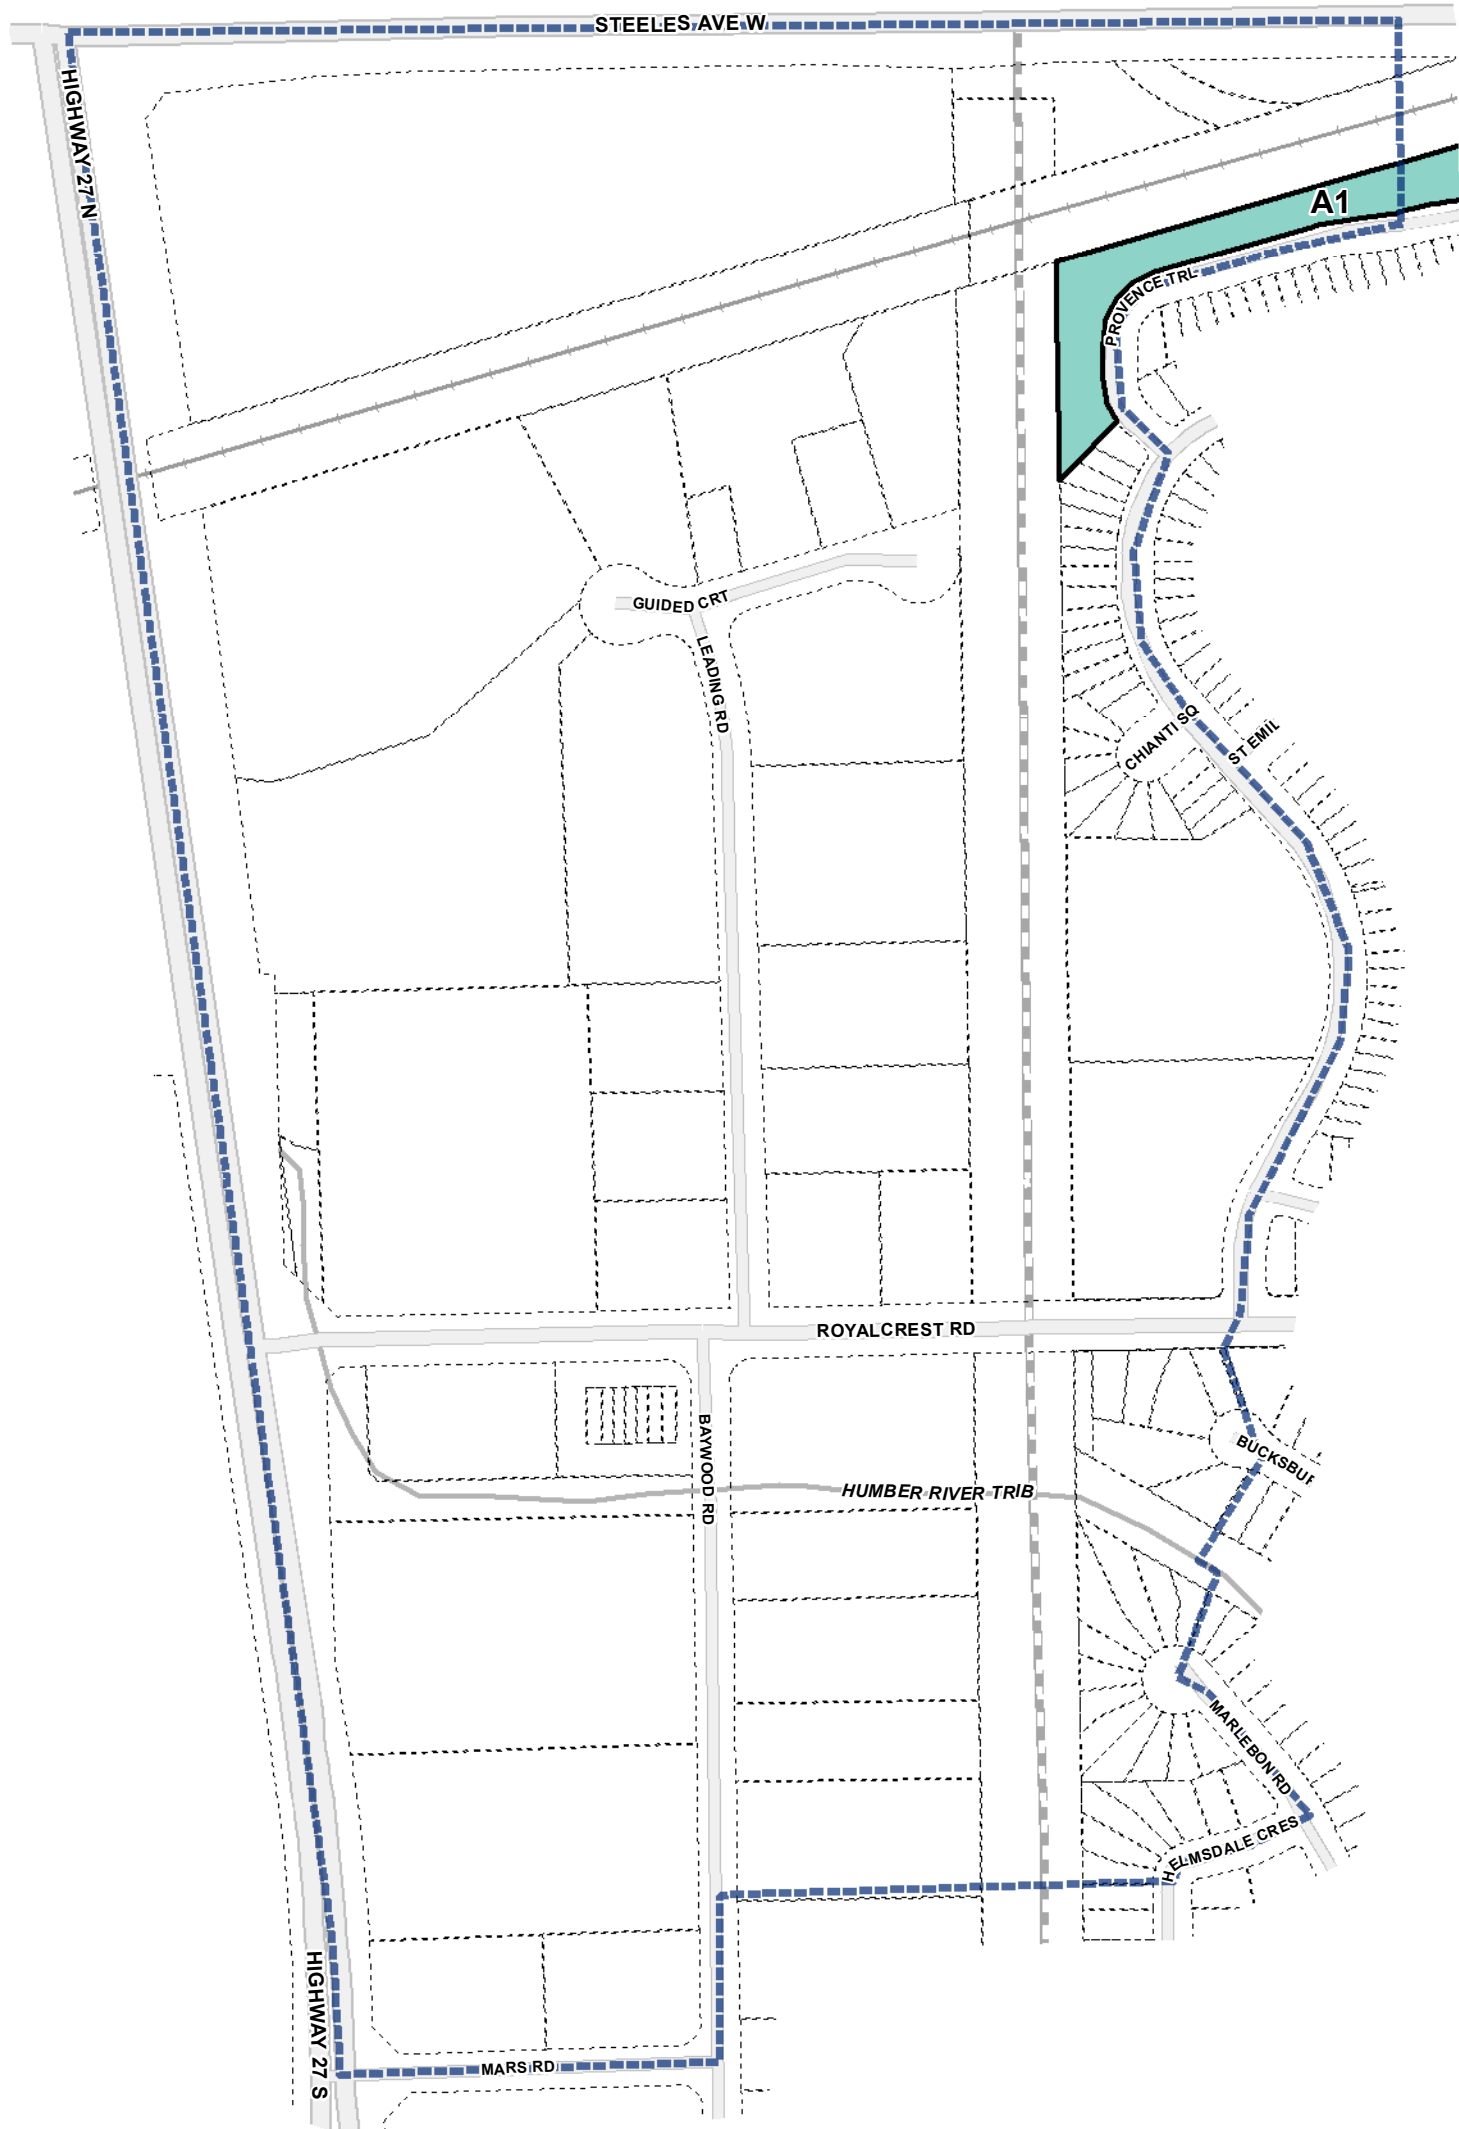 STEELES AVE W
HIGHWAY 27 N
A1
PROVENCE TRL
GUIDED CRT
LEADING RD
CHIANTI SQ
ST EMIL
ROYALCREST RD
BAYWOOD RD
BUCKSBUR
HUMBER RIVER TRIB
MARLEBON RD
HELMSDALE CRES
HIGHWAY 27 S
MARS RD